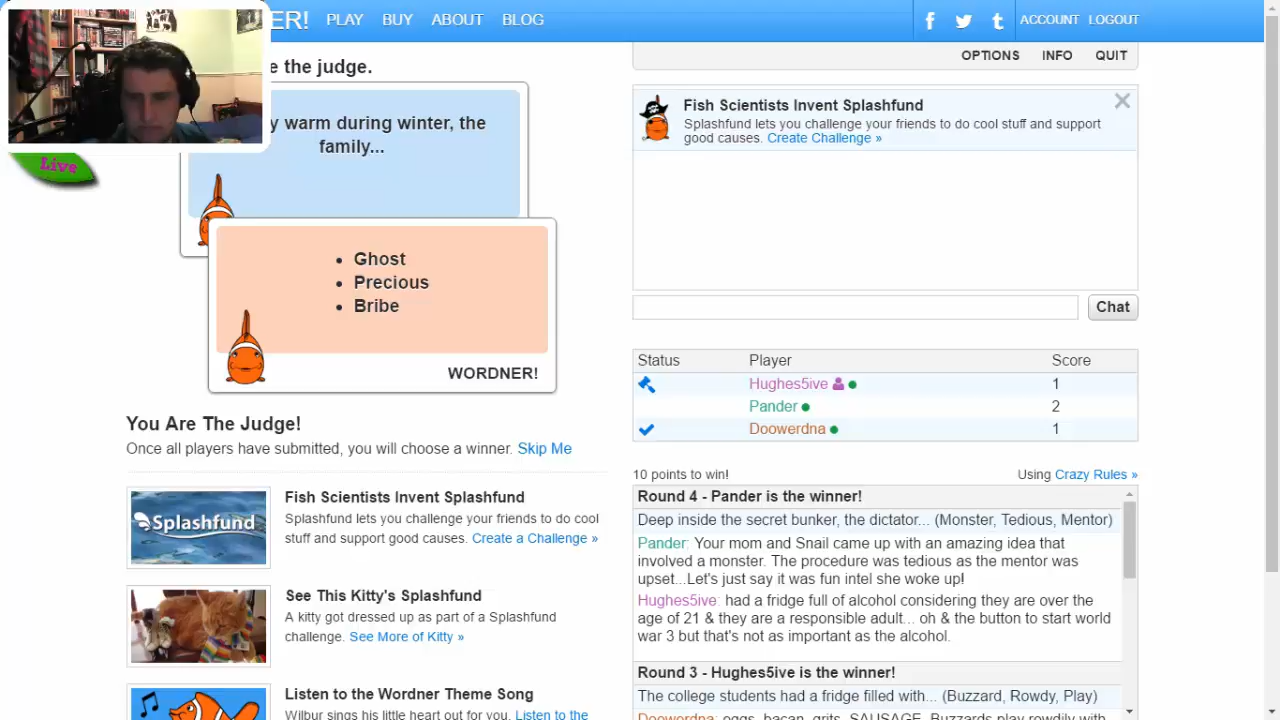 ER! PLAY BUY ABOUT BLOG ACCOUNT LOGOUT
e the judge.
OPTIONS INFO QUIT
Live
y warm during winter, the
family...
• Ghost
• Precious
• Bribe
WORDNER!
Fish Scientists Invent Splashfund
Splashfund lets you challenge your friends to do cool stuff and support
good causes. Create Challenge »
Chat
Status Player Score
Hughes5ive 1
Pander 2
Doowerdna 1
You Are The Judge!
Once all players have submitted, you will choose a winner. Skip Me
Splashfund
Fish Scientists Invent Splashfund
Splashfund lets you challenge your friends to do cool
stuff and support good causes. Create a Challenge »
See This Kitty's Splashfund
A kitty got dressed up as part of a Splashfund
challenge. See More of Kitty »
Listen to the Wordner Theme Song
Wilbur sings his little heart out for you. Listen to the
10 points to win! Using Crazy Rules »
Round 4 - Pander is the winner!
Deep inside the secret bunker, the dictator... (Monster, Tedious, Mentor)
Pander: Your mom and Snail came up with an amazing idea that
involved a monster. The procedure was tedious as the mentor was
upset...Let's just say it was fun intel she woke up!
Hughes5ive: had a fridge full of alcohol considering they are over the
age of 21 & they are a responsible adult... oh & the button to start world
war 3 but that's not as important as the alcohol.
Round 3 - Hughes5ive is the winner!
The college students had a fridge filled with... (Buzzard, Rowdy, Play)
Doowerdna: eggs, bacon, grits, SAUSAGE. Buzzards play rowdily with